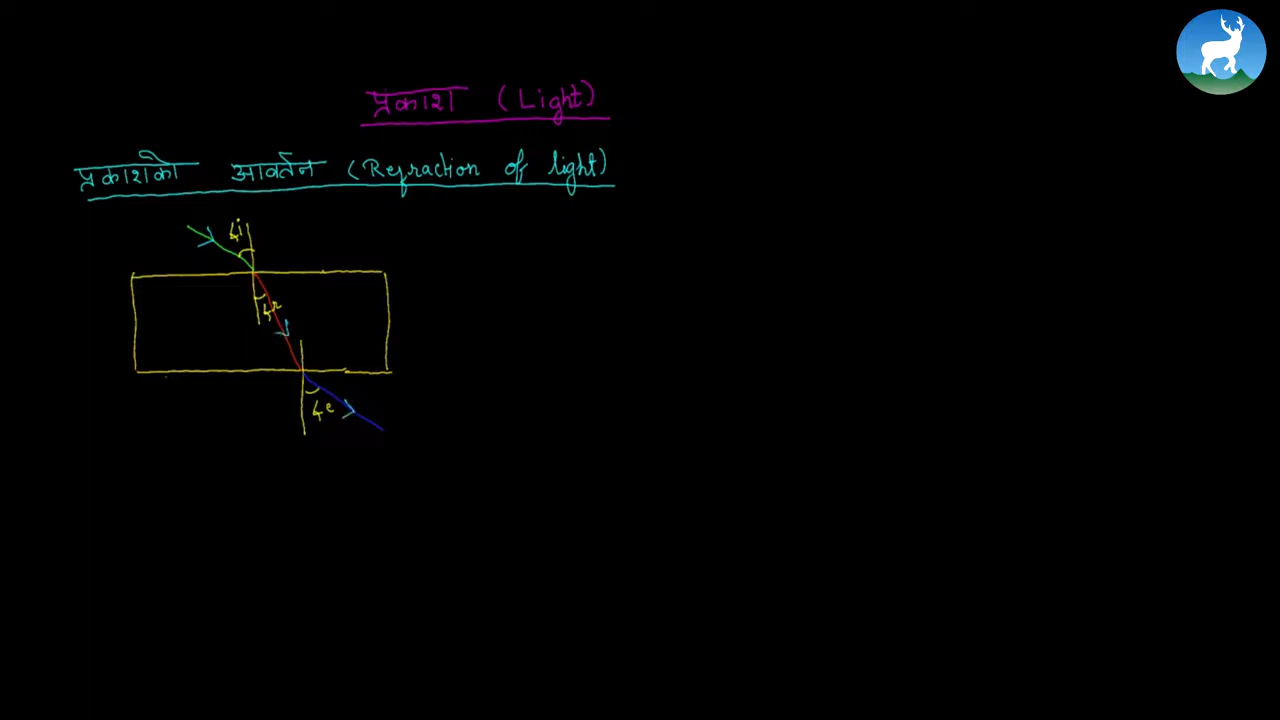 प्रकाश (Light)
प्रकाशको आवर्तन (Refraction of light)
∠i
∠r
∠e